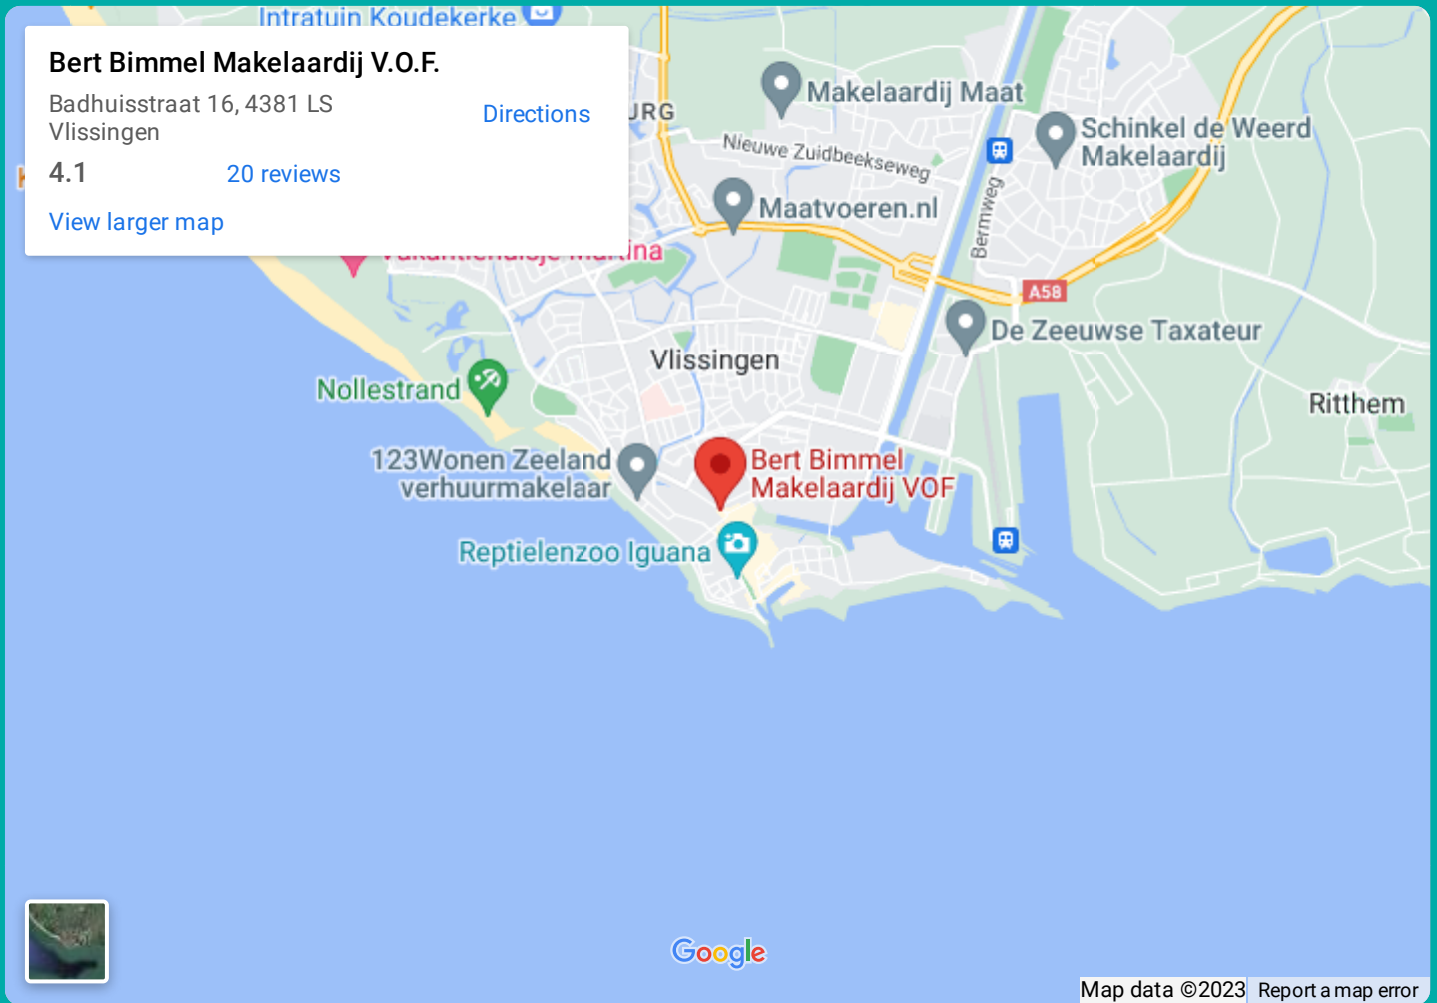 Intratuin Koudekerke
Bert Bimmel Makelaardij V.O.F.
Badhuisstraat 16, 4381 LS
Vlissingen
Directions
4.1
20 reviews
View larger map
Makelaardij Maat
Schinkel de Weerd
Makelaardij
Nieuwe Zuidbeekseweg
Maatvoeren.nl
Bermweg
A58
De Zeeuwse Taxateur
Vlissingen
Nollestrand
Ritthem
123Wonen Zeeland
verhuurmakelaar
Bert Bimmel
Makelaardij VOF
Reptielenzoo Iguana
Google
Map data ©2023
Report a map error